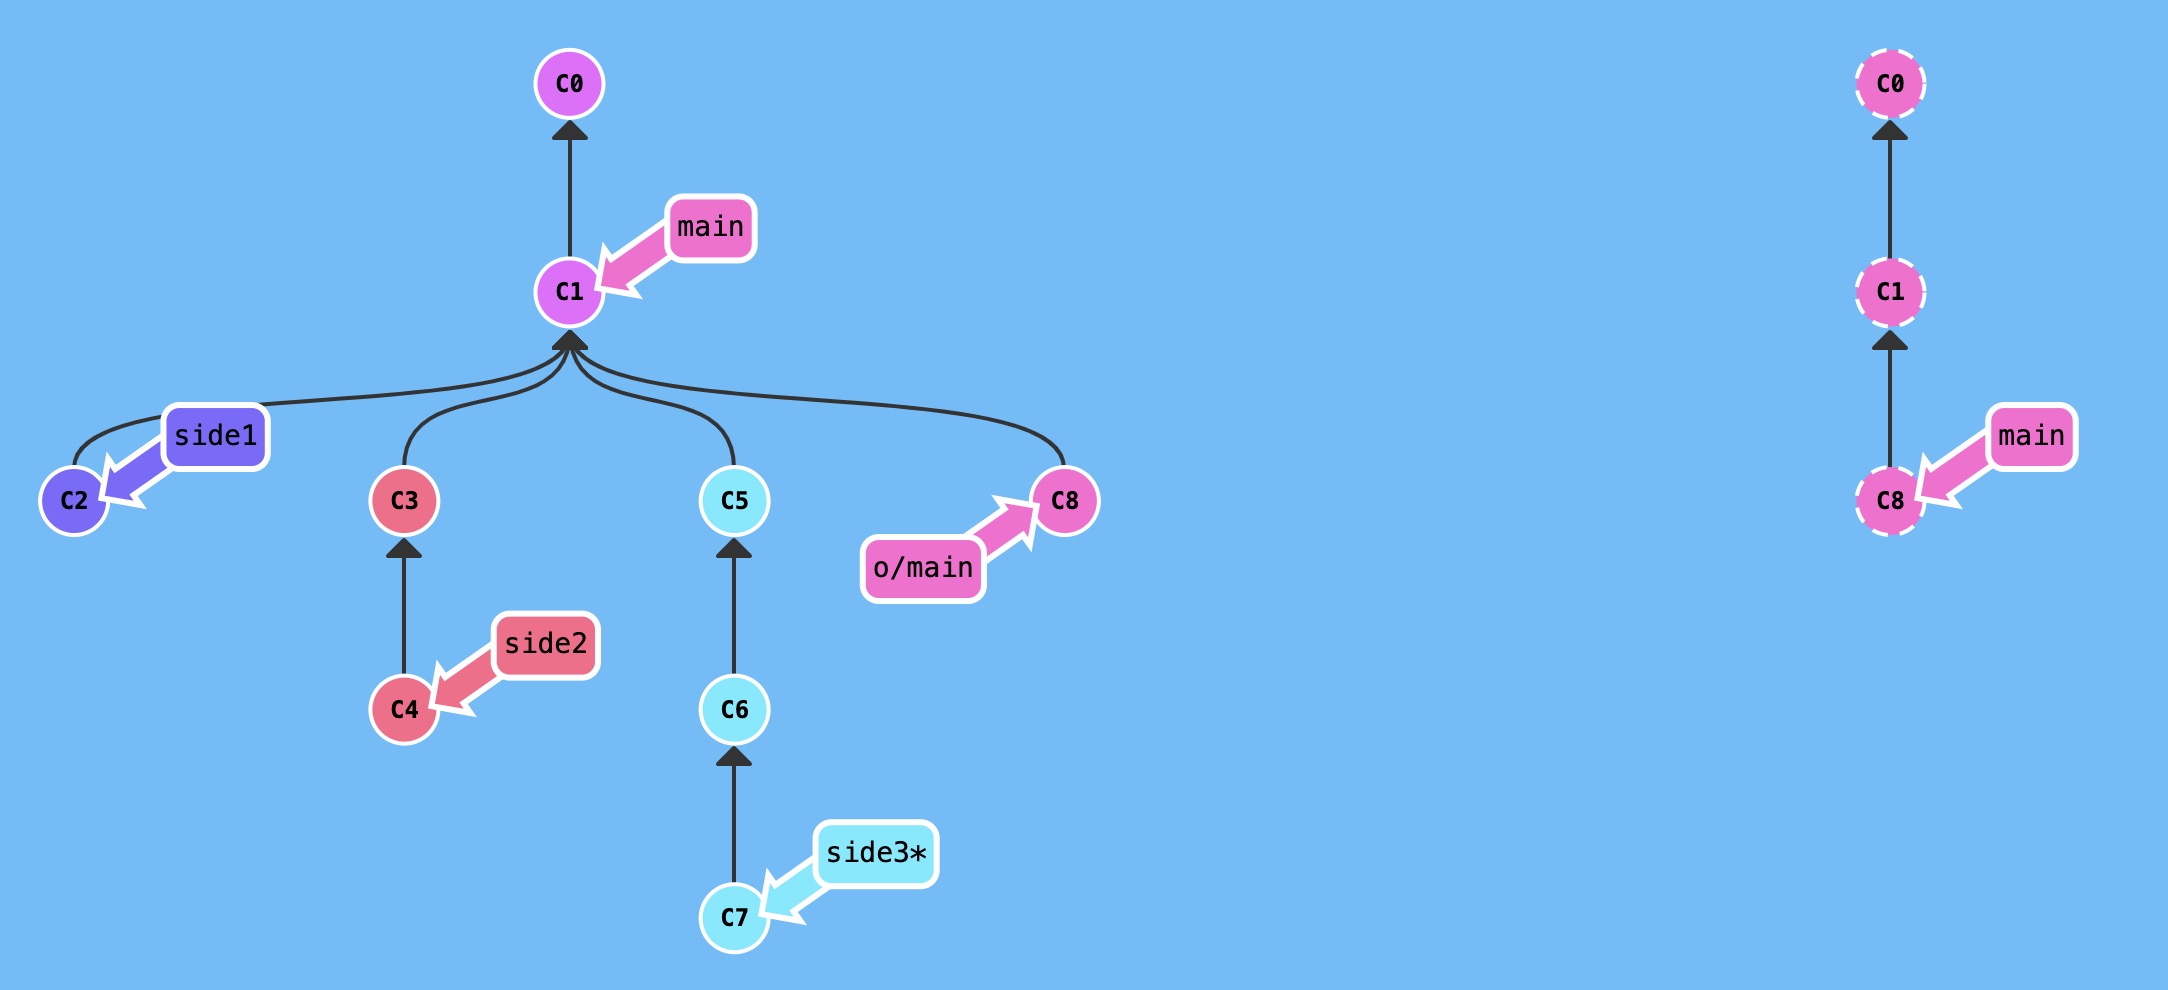 C0
C0
main
C1
C1
side1
main
C2
C3
C5
C8
C8
o/main
side2
C4
C6
side3*
C7